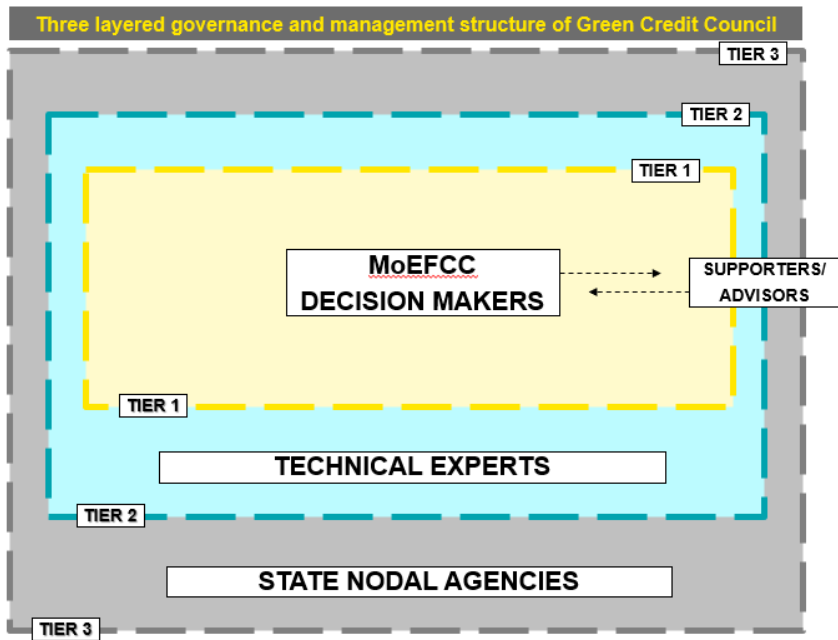 Three layered governance and management structure of Green Credit Council
TIER 3
TIER 2
TIER 1
MoEFCC
DECISION MAKERS
SUPPORTERS/
ADVISORS
TIER 1
TECHNICAL EXPERTS
TIER 2
STATE NODAL AGENCIES
TIER 3